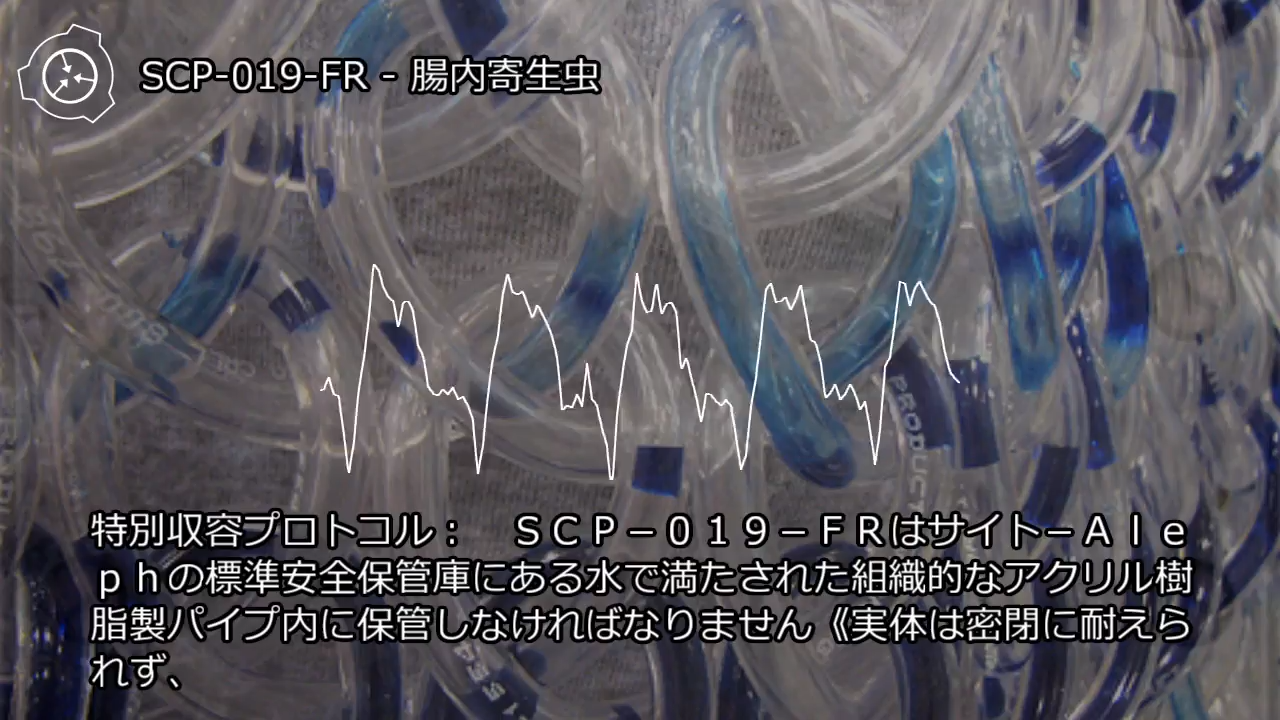 SCP-019-FR - 腸内寄生虫
特別収容プロトコル：　ＳＣＰ－０１９－ＦＲはサイト－Ａｌｅ
ｐｈの標準安全保管庫にある水で満たされた組織的なアクリル樹
脂製パイプ内に保管しなければなりません《実体は密閉に耐えら
れず、
PRODUC